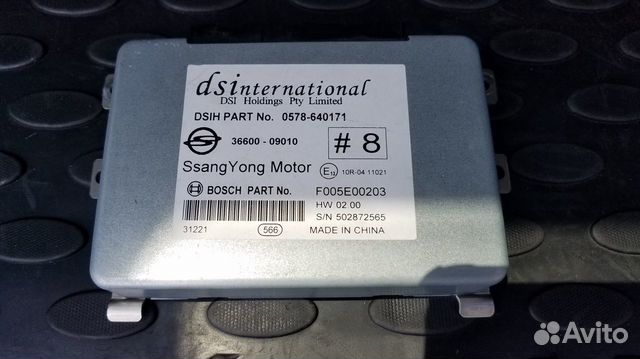 dsinternational
DSI Holdings Pty Limited
DSIH PART No. 0578-640171
36600 - 09010
# 8
SsangYong Motor
E13 10R-04 11021
BOSCH PART No. F005E00203
HW 02.00
S/N 502872565
31221 566 MADE IN CHINA
Avito